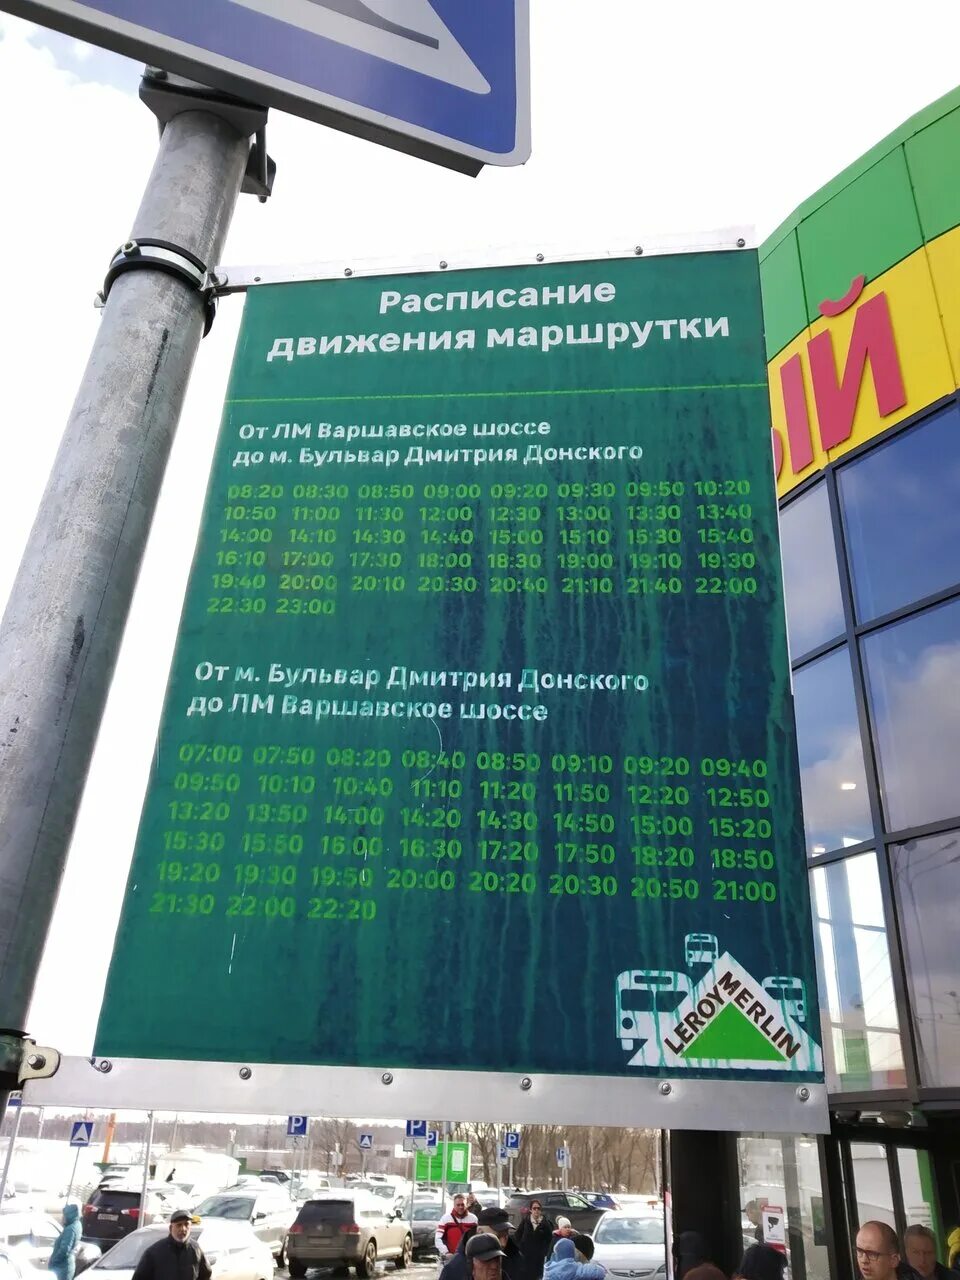 Расписание
движения маршрутки
От ЛМ Варшавское шоссе
до м. Бульвар Дмитрия Донского
08:20 08:30 08:50 09:00 09:20 09:30 09:50 10:20
10:50 11:00 11:30 12:00 12:30 13:00 13:30 13:40
14:00 14:10 14:30 14:40 15:00 15:10 15:30 15:40
16:10 17:00 17:30 18:00 18:30 19:00 19:10 19:30
19:40 20:00 20:10 20:30 20:40 21:10 21:40 22:00
22:30 23:00
От м. Бульвар Дмитрия Донского
до ЛМ Варшавское шоссе
07:00 07:50 08:20 08:40 08:50 09:10 09:20 09:40
09:50 10:10 10:40 11:10 11:20 11:50 12:20 12:50
13:20 13:50 14:00 14:20 14:30 14:50 15:00 15:20
15:30 15:50 16:00 16:30 17:20 17:50 18:20 18:50
19:20 19:30 19:50 20:00 20:20 20:30 20:50 21:00
21:30 22:00 22:20
LEROY MERLIN
ЫЙ
P
P
P
P